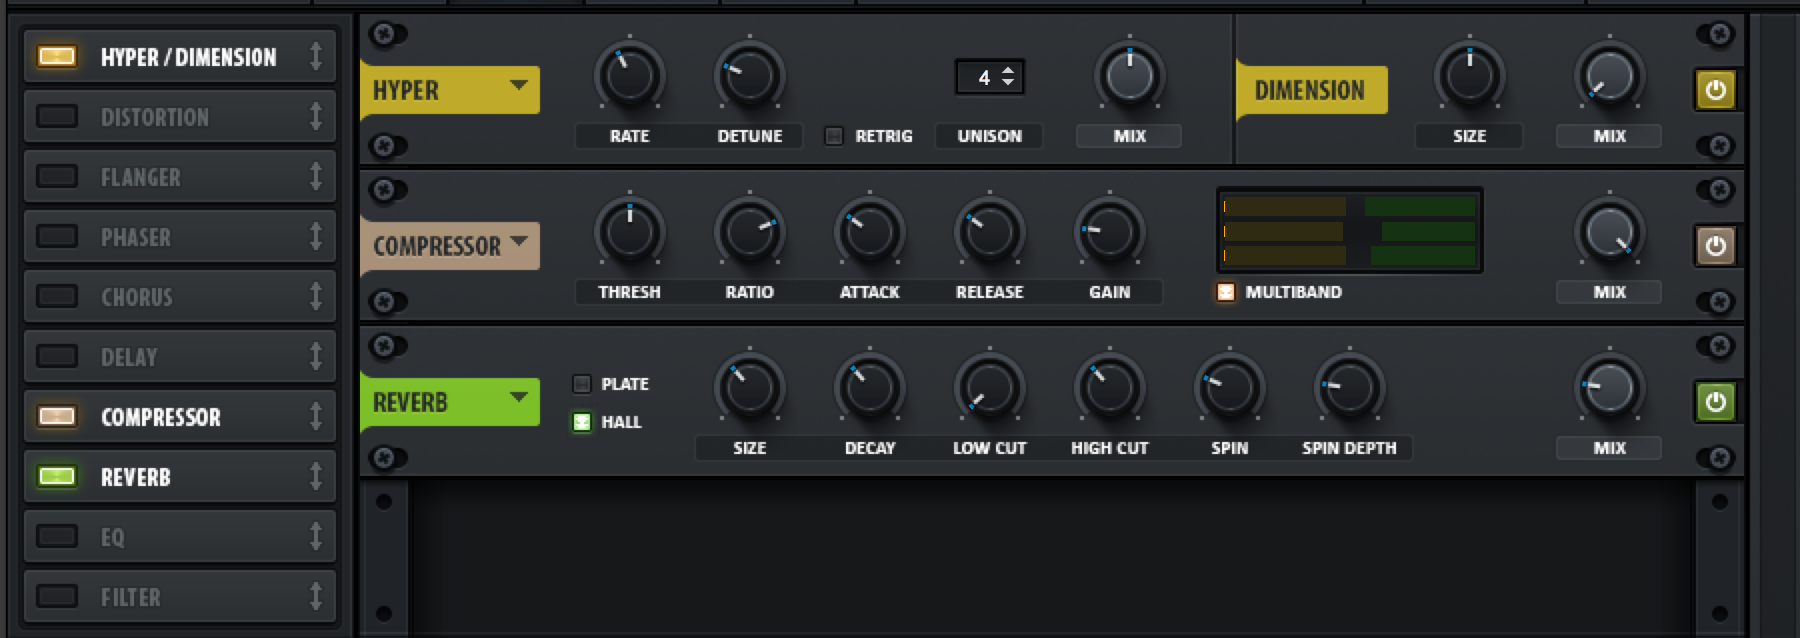 HYPER / DIMENSION
DISTORTION
FLANGER
PHASER
CHORUS
DELAY
COMPRESSOR
REVERB
EQ
FILTER
HYPER
RATE
DETUNE
RETRIG
4
UNISON
MIX
DIMENSION
SIZE
MIX
COMPRESSOR
THRESH
RATIO
ATTACK
RELEASE
GAIN
MULTIBAND
MIX
REVERB
PLATE
HALL
SIZE
DECAY
LOW CUT
HIGH CUT
SPIN
SPIN DEPTH
MIX